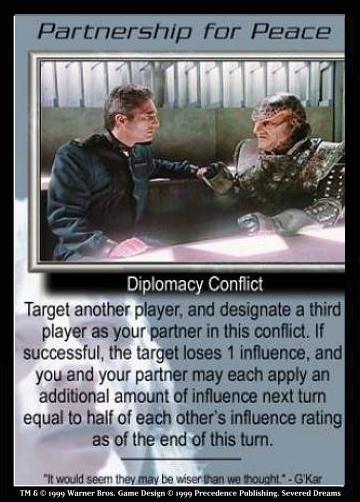 Partnership for Peace
Diplomacy Conflict
Target another player, and designate a third
player as your partner in this conflict. If
successful, the target loses 1 influence, and
you and your partner may each apply an
additional amount of influence next turn
equal to half of each other's influence rating
as of the end of this turn.
"It would seem they may be wiser than we thought." - G'Kar
TM & © 1999 Warner Bros. Game Design © 1999 Precedence Publishing. Severed Dreams